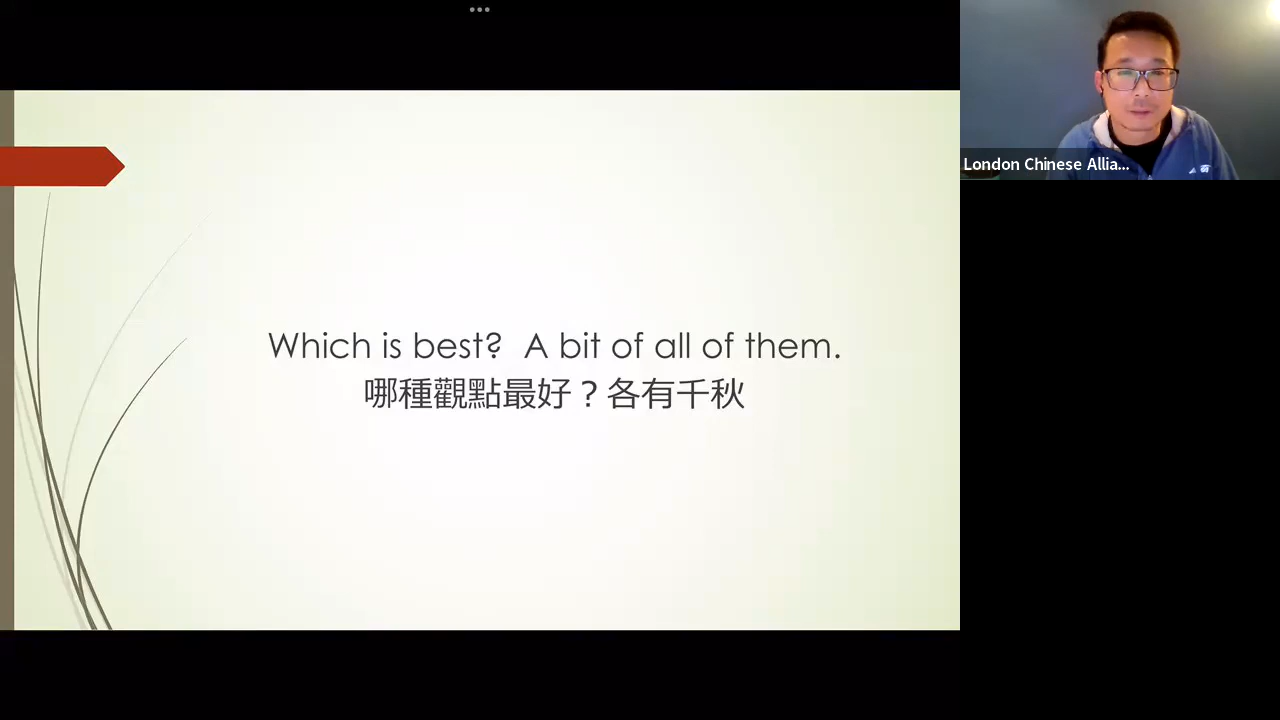 Which is best?  A bit of all of them.
哪種觀點最好？各有千秋
London Chinese Allia...